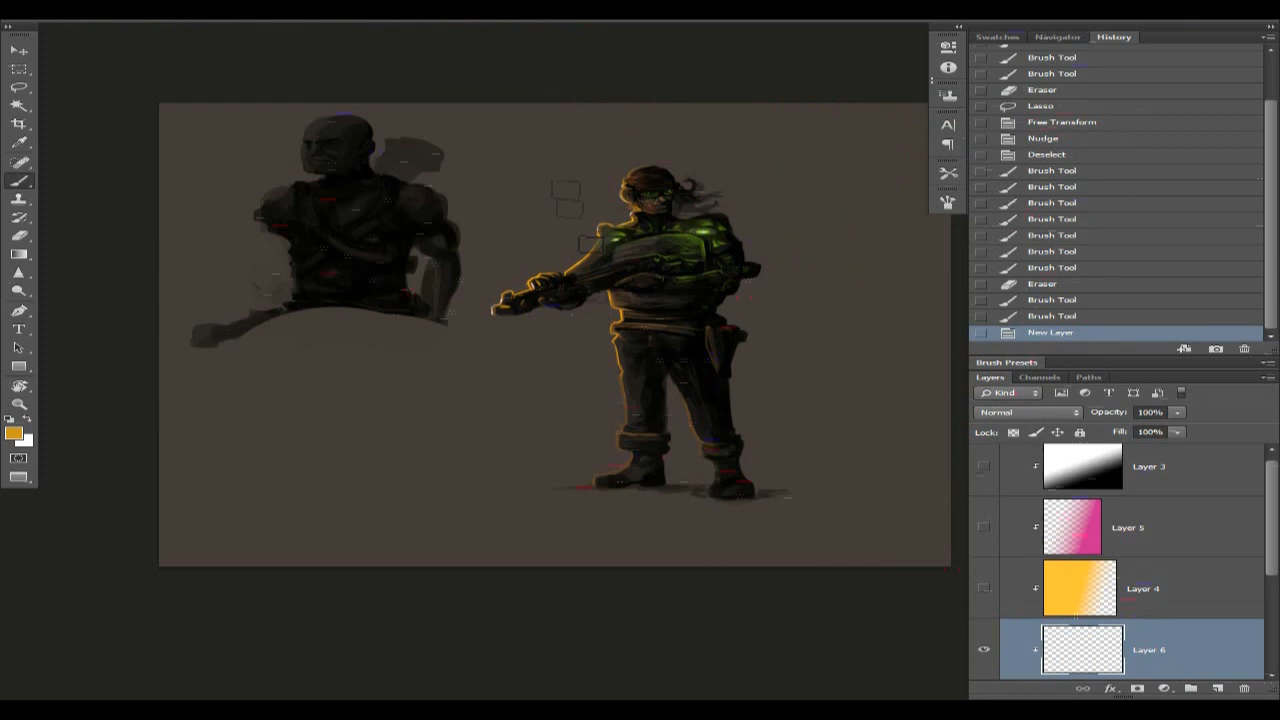 Swatches Navigator History
Brush Tool
Brush Tool
Eraser
Lasso
Free Transform
Nudge
Deselect
Brush Tool
Brush Tool
Brush Tool
Brush Tool
Brush Tool
Brush Tool
Brush Tool
Eraser
Brush Tool
Brush Tool
New Layer
Brush Presets
Layers Channels Paths
Kind
Normal Opacity: 100%
Lock: Fill: 100%
Layer 3
Layer 5
Layer 4
Layer 6
fx